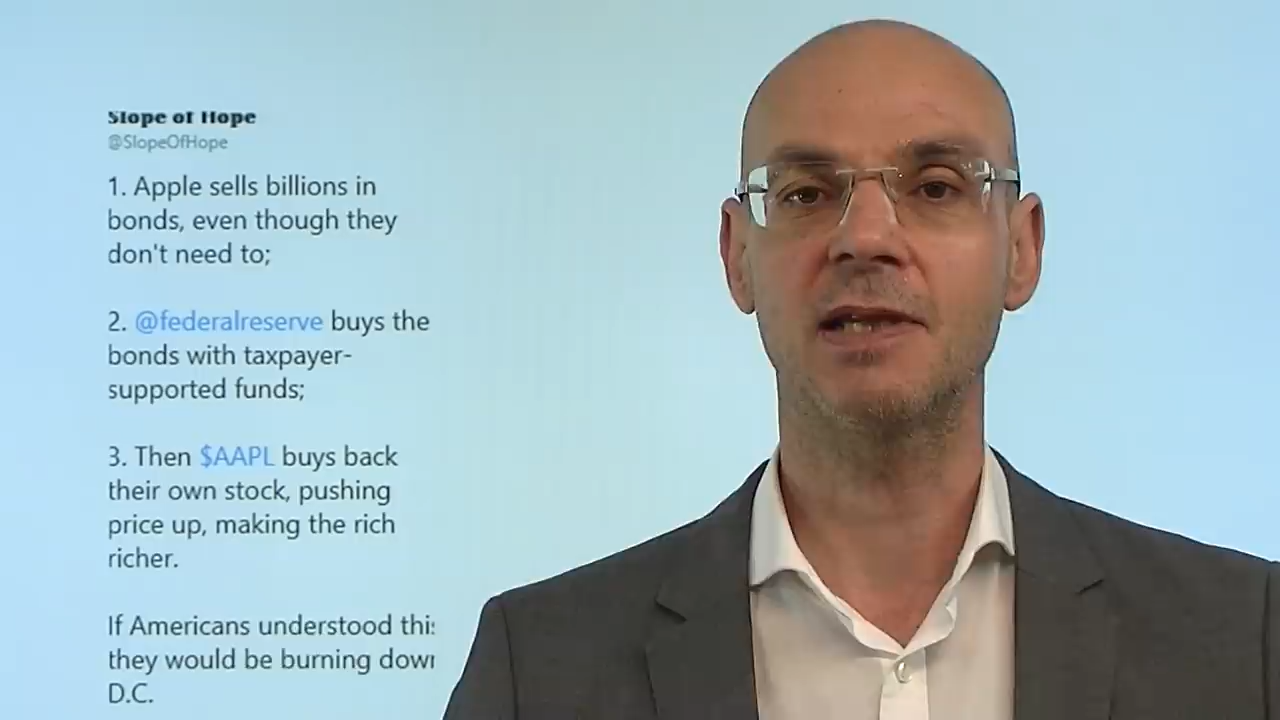 Slope of Hope
@SlopeOfHope
1. Apple sells billions in
bonds, even though they
don't need to;
2. @federalreserve buys the
bonds with taxpayer-
supported funds;
3. Then $AAPL buys back
their own stock, pushing
price up, making the rich
richer.
If Americans understood this
they would be burning down
D.C.